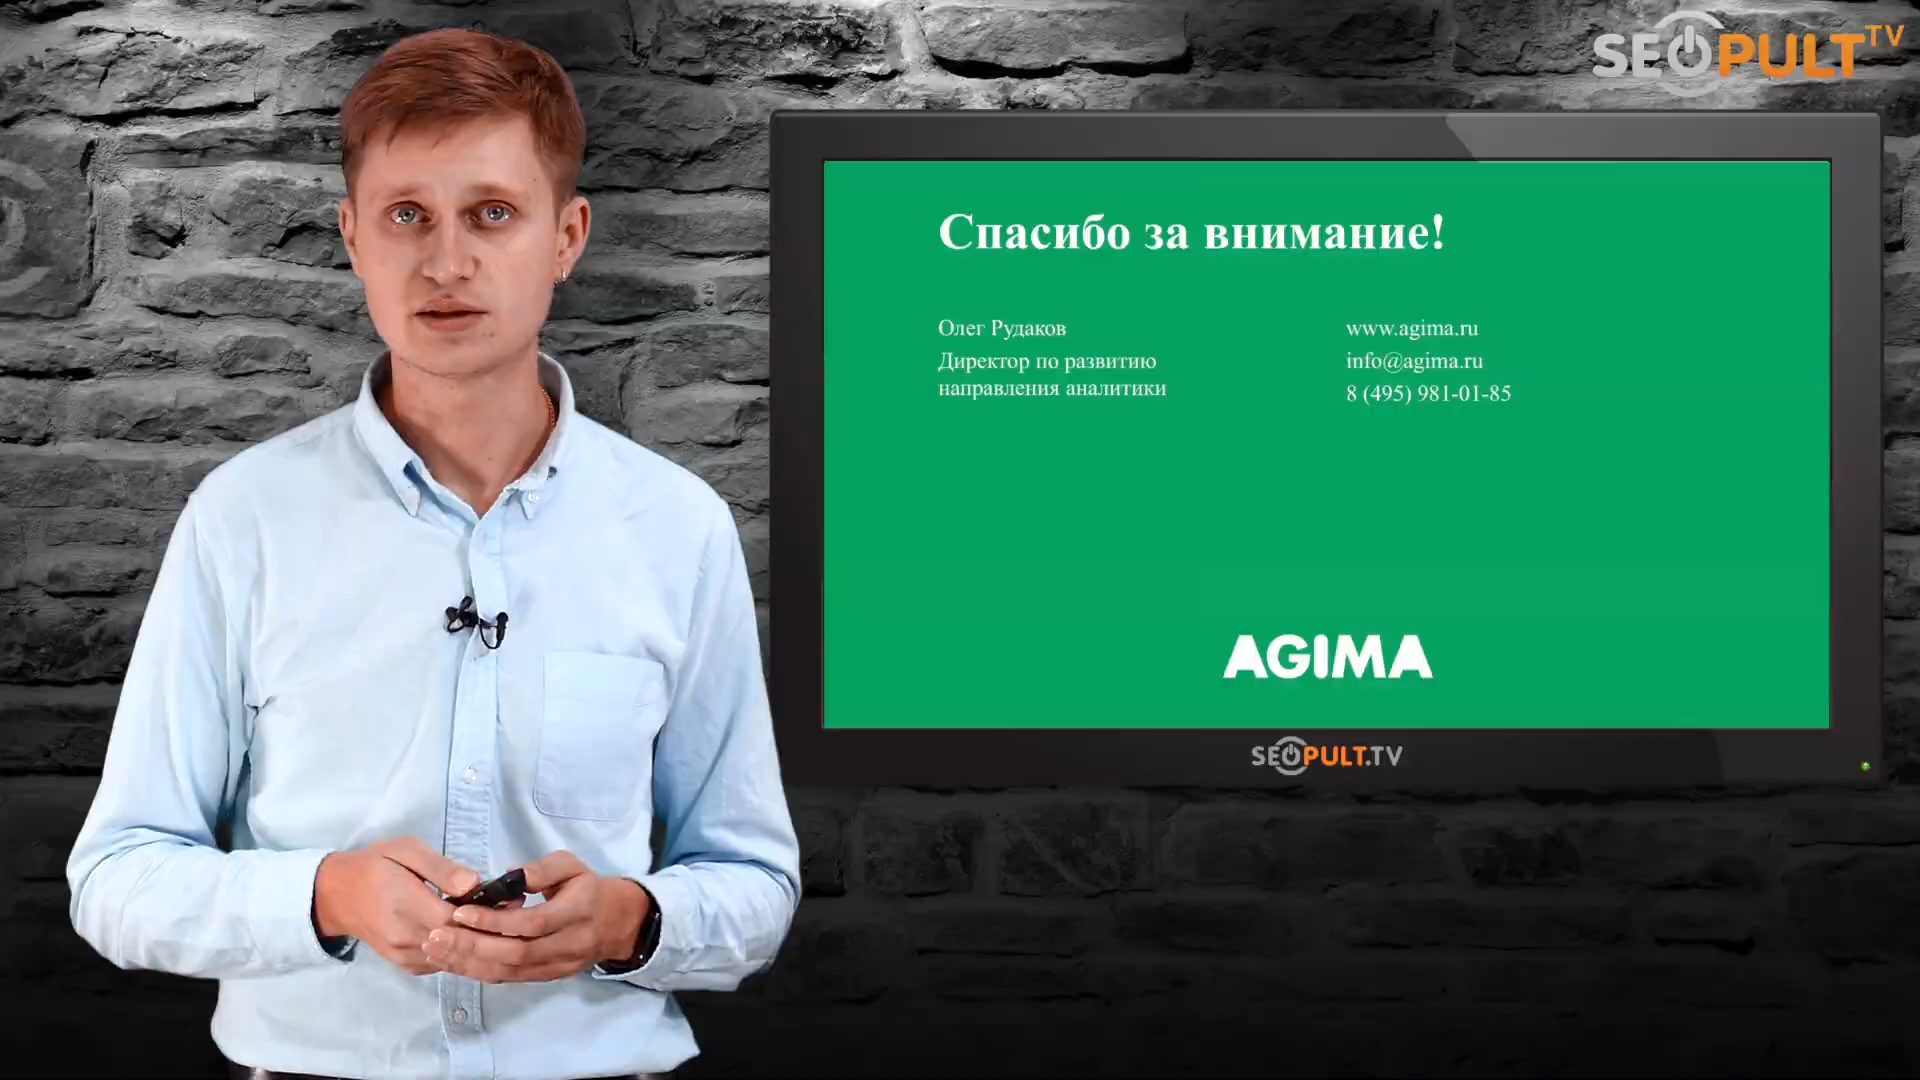 SEOPULT TV
Спасибо за внимание!
Олег Рудаков
Директор по развитию
направления аналитики
www.agima.ru
info@agima.ru
8 (495) 981-01-85
AGIMA
SEOPULT.TV